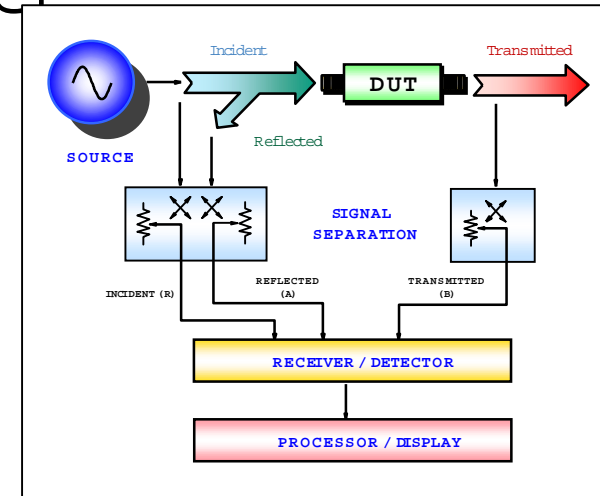 Incident
Transmitted
DUT
Reflected
SOURCE
SIGNAL
SEPARATION
INCIDENT (R)
REFLECTED
(A)
TRANSMITTED
(B)
RECEIVER / DETECTOR
PROCESSOR / DISPLAY